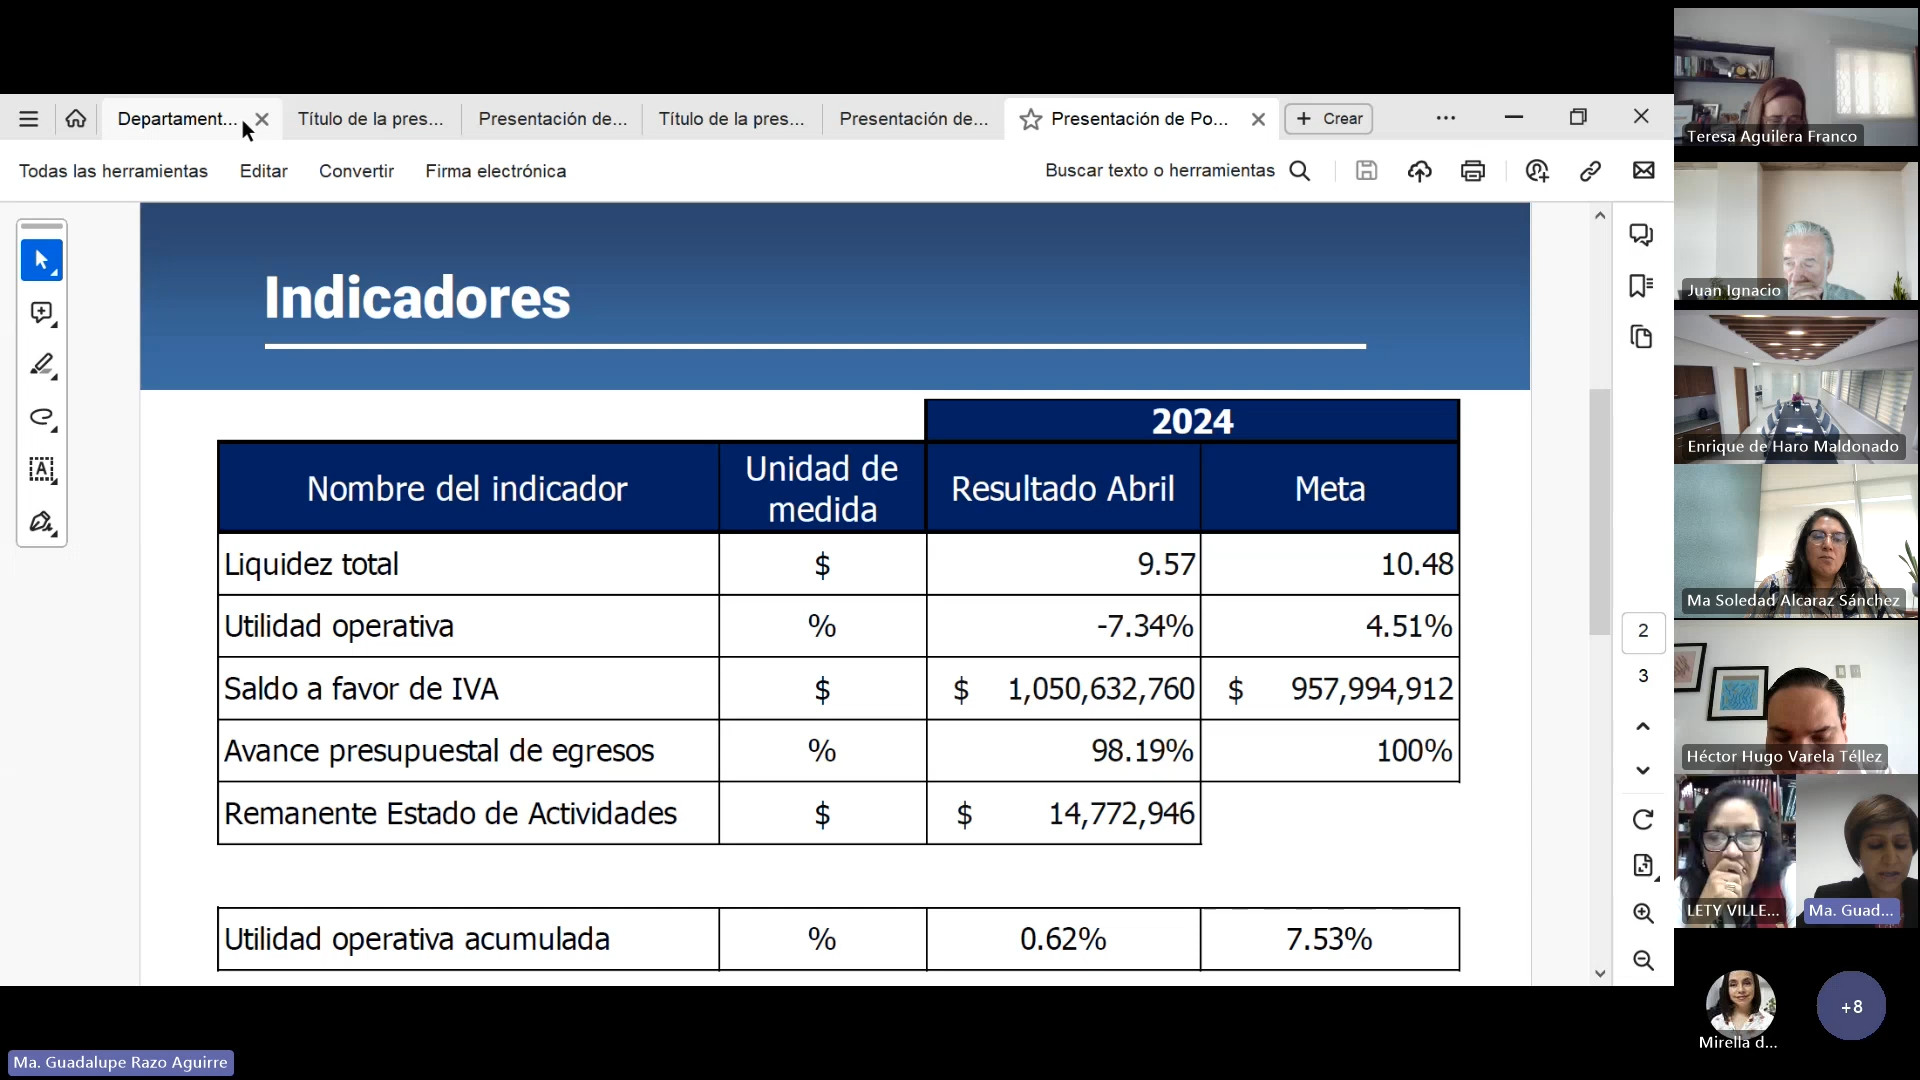 Departament...
Título de la pres...
Presentación de...
Título de la pres...
Presentación de...
Presentación de Po...
Crear
Todas las herramientas
Editar
Convertir
Firma electrónica
Buscar texto o herramientas
Indicadores
2024
Nombre del indicador
Unidad de
medida
Resultado Abril
Meta
Liquidez total
$
9.57
10.48
Utilidad operativa
%
-7.34%
4.51%
Saldo a favor de IVA
$
$ 1,050,632,760
$ 957,994,912
Avance presupuestal de egresos
%
98.19%
100%
Remanente Estado de Actividades
$
$ 14,772,946
Utilidad operativa acumulada
%
0.62%
7.53%
2
3
Teresa Aguilera Franco
Juan Ignacio
Enrique de Haro Maldonado
Ma Soledad Alcaraz Sánchez
Héctor Hugo Varela Téllez
LETY VILLE...
Ma. Guad...
Mirella d...
+8
Ma. Guadalupe Razo Aguirre